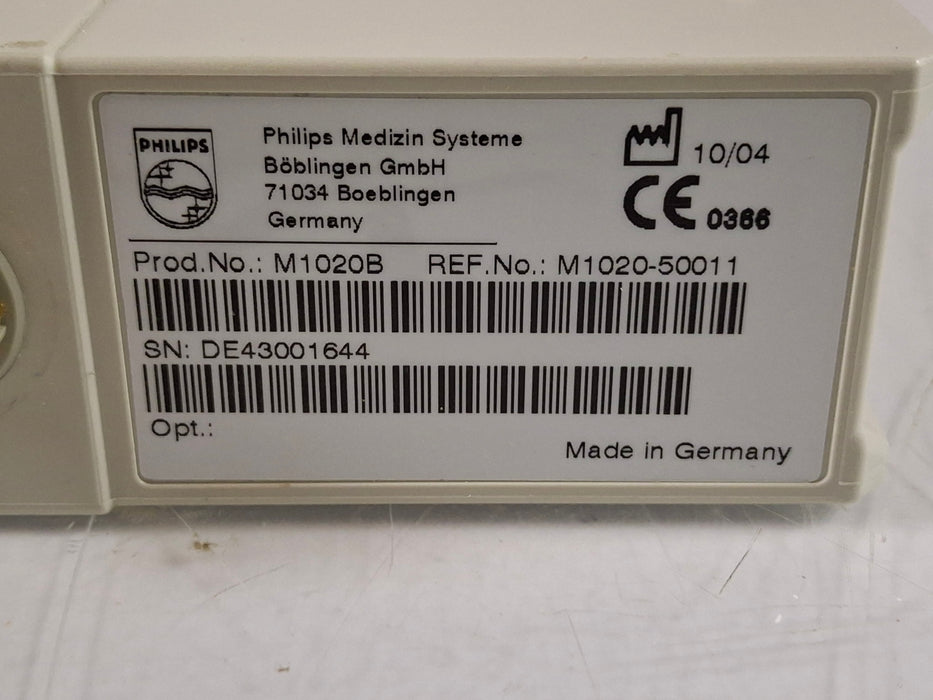 PHILIPS
Philips Medizin Systeme
Böblingen GmbH
71034 Boeblingen
Germany
10/04
CE 0366
Prod.No.: M1020B REF.No.: M1020-50011
SN: DE43001644
Opt.:
Made in Germany